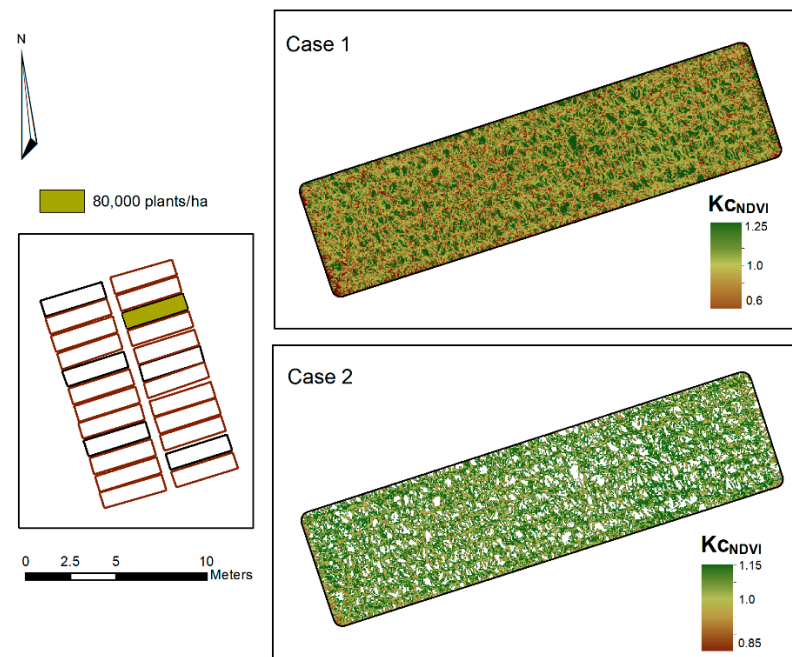 N
80,000 plants/ha
0 2.5 5 10
Meters
Case 1
KcNDVI
1.25
1.0
0.6
Case 2
KcNDVI
1.15
1.0
0.85